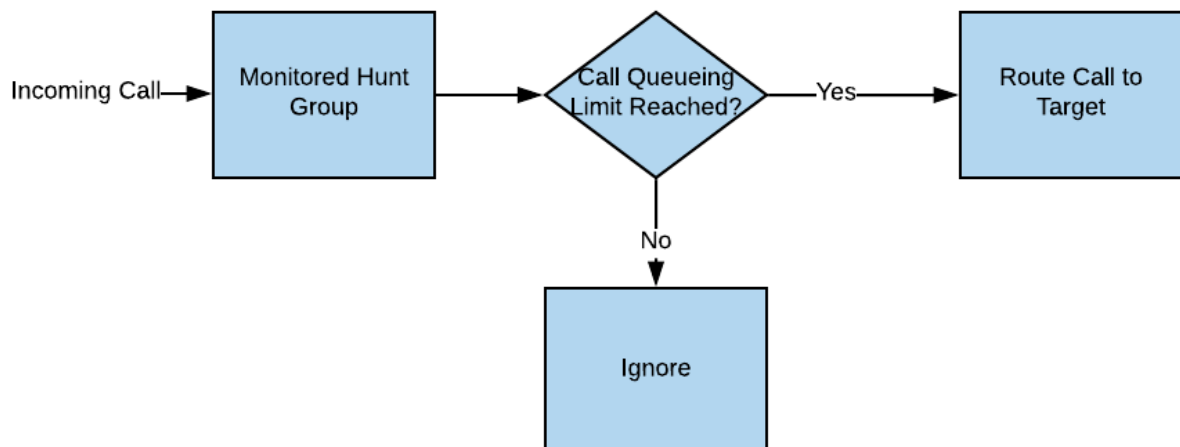 Incoming Call
Monitored Hunt
Group
Call Queueing
Limit Reached?
Yes
Route Call to
Target
No
Ignore